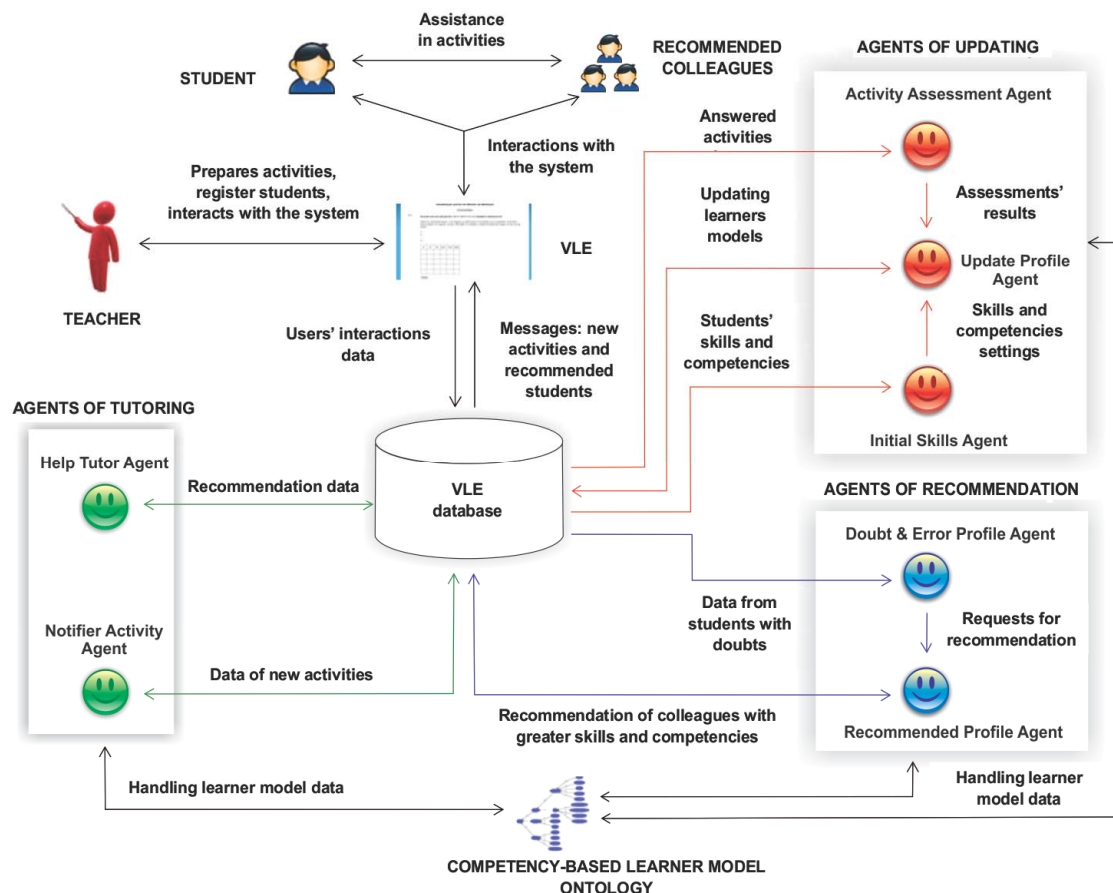 Assistance
in activities
STUDENT
RECOMMENDED
COLLEAGUES
AGENTS OF UPDATING
Activity Assessment Agent
Answered
activities
Interactions with
the system
Prepares activities,
register students,
interacts with the system
Updating
learners
models
Assessments'
results
VLE
Update Profile
Agent
TEACHER
Users' interactions
data
Messages: new
activities and
recommended
students
Students'
skills and
competencies
Skills and
competencies
settings
Initial Skills Agent
AGENTS OF TUTORING
Help Tutor Agent
Recommendation data
VLE
database
AGENTS OF RECOMMENDATION
Doubt & Error Profile Agent
Data from
students with
doubts
Requests for
recommendation
Notifier Activity
Agent
Data of new activities
Recommendation of colleagues with
greater skills and competencies
Recommended Profile Agent
Handling learner model data
Handling learner
model data
COMPETENCY-BASED LEARNER MODEL
ONTOLOGY